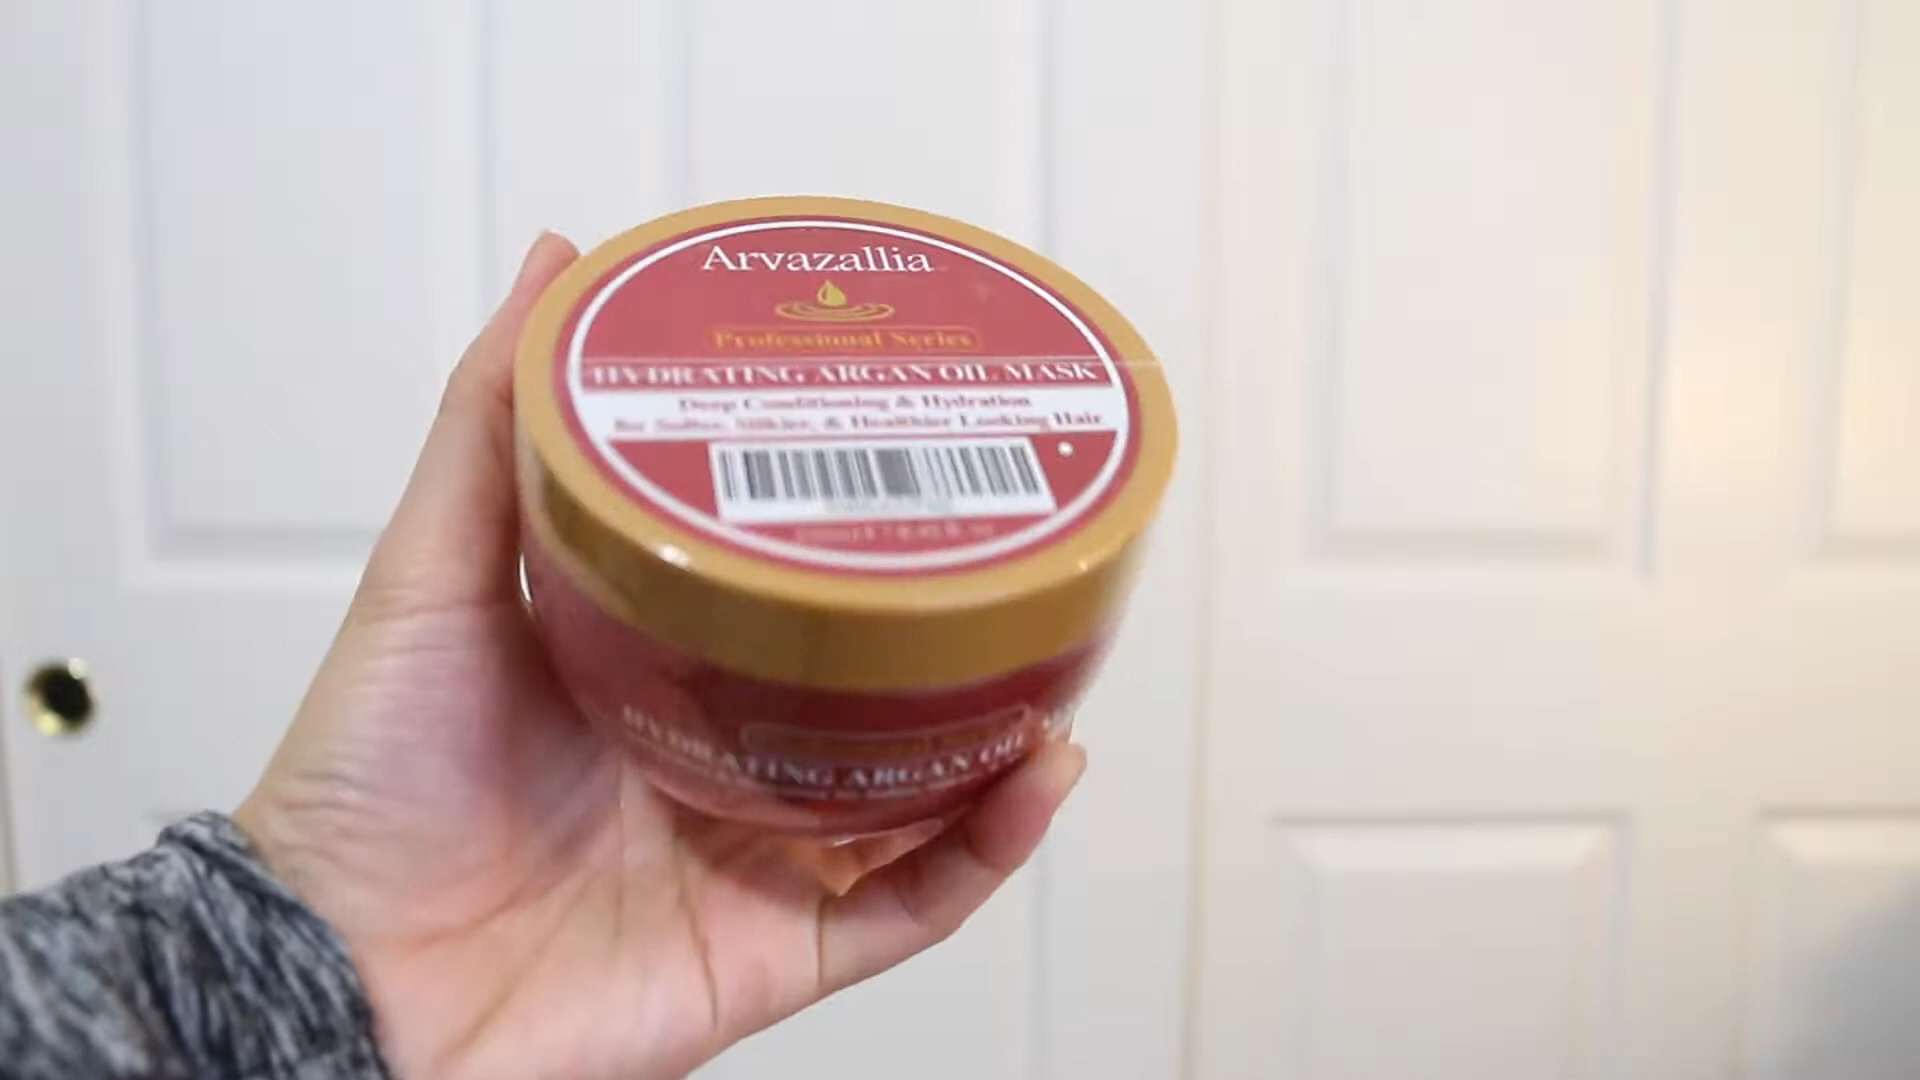 Arvazallia
Professional Series
HYDRATING ARGAN OIL MASK
Deep Conditioning & Hydration
for Softer, Silkier, & Healthier Looking Hair
HYDRATING ARGAN OIL